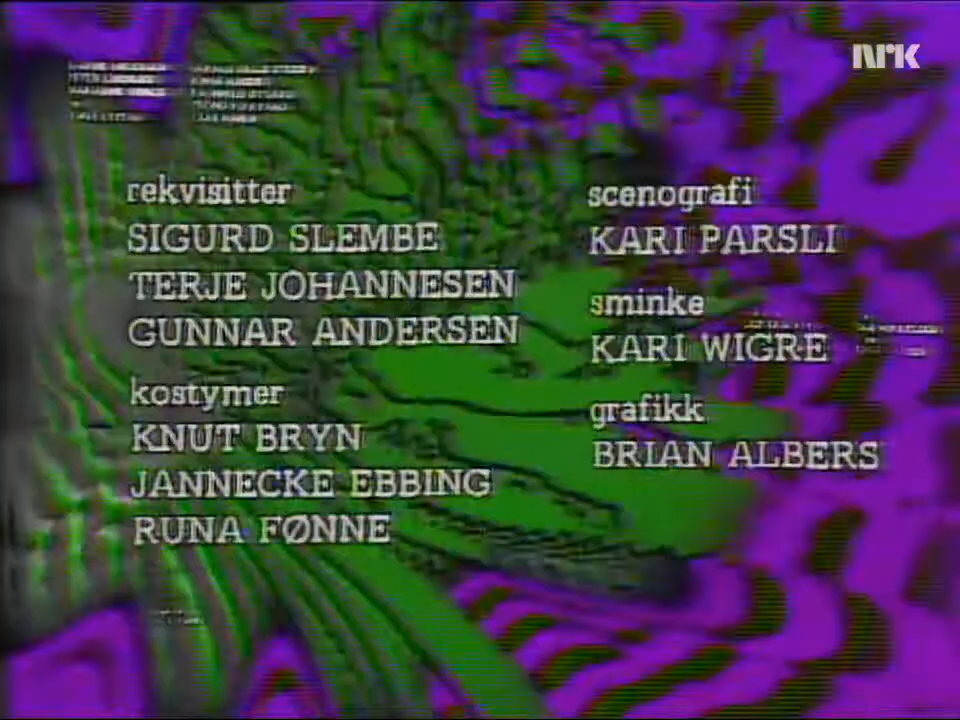 NRK
rekvisitter
SIGURD SLEMBE
TERJE JOHANNESEN
GUNNAR ANDERSEN
kostymer
KNUT BRYN
JANNECKE EBBING
RUNA FØNNE
scenografi
KARI PARSLI
sminke
KARI WIGRE
grafikk
BRIAN ALBERS